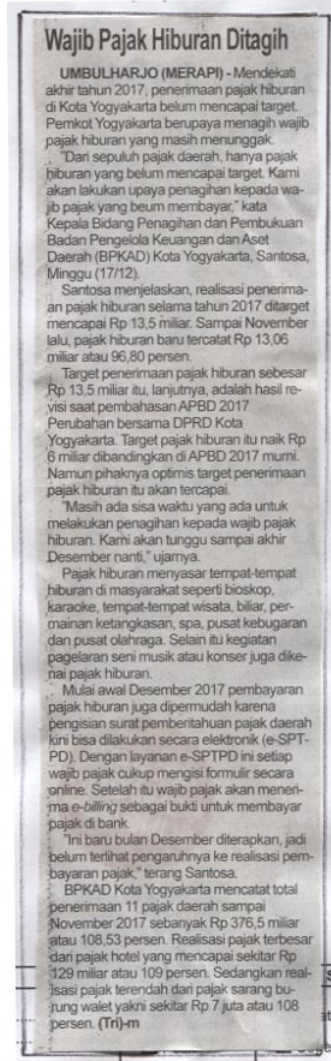 Wajib Pajak Hiburan Ditagih
UMBULHARJO (MERAPI) - Mendekati
akhir tahun 2017, penerimaan pajak hiburan
di Kota Yogyakarta belum mencapai target.
Pemkot Yogyakarta berupaya menagih wajib
pajak hiburan yang masih menunggak.
"Dari sepuluh pajak daerah, hanya pajak
hiburan yang belum mencapai target. Kami
akan lakukan upaya penagihan kepada wa-
jib pajak yang beum membayar," kata
Kepala Bidang Penagihan dan Pembukuan
Badan Pengelola Keuangan dan Aset
Daerah (BPKAD) Kota Yogyakarta, Santosa,
Minggu (17/12).
Santosa menjelaskan, realisasi penerima-
an pajak hiburan selama tahun 2017 ditarget
mencapai Rp 13,5 miliar. Sampai November
lalu, pajak hiburan baru tercatat Rp 13,06
miliar atau 96,80 persen.
Target penerimaan pajak hiburan sebesar
Rp 13,5 miliar itu, lanjutnya, adalah hasil re-
visi saat pembahasan APBD 2017
Perubahan bersama DPRD Kota
Yogyakarta. Target pajak hiburan itu naik Rp
6 miliar dibandingkan di APBD 2017 murni.
Namun pihaknya optimis target penerimaan
pajak hiburan itu akan tercapai.
"Masih ada sisa waktu yang ada untuk
melakukan penagihan kepada wajib pajak
hiburan. Kami akan tunggu sampai akhir
Desember nanti," ujarnya.
Pajak hiburan menyasar tempat-tempat
hiburan di masyarakat seperti bioskop,
karaoke, tempat-tempat wisata, biliar, per-
mainan ketangkasan, spa, pusat kebugaran
dan pusat olahraga. Selain itu kegiatan
pagelaran seni musik atau konser juga dike-
nai pajak hiburan.
Mulai awal Desember 2017 pembayaran
pajak hiburan juga dipermudah karena
pengisian surat pemberitahuan pajak daerah
kini bisa dilakukan secara elektronik (e-SPT-
PD). Dengan layanan e-SPTPD ini setiap
wajib pajak cukup mengisi formulir secara
online. Setelah itu wajib pajak akan meneri-
ma e-billing sebagai bukti untuk membayar
pajak di bank.
"Ini baru bulan Desember diterapkan, jadi
belum terlihat pengaruhnya ke realisasi pem-
bayaran pajak," terang Santosa.
BPKAD Kota Yogyakarta mencatat total
penerimaan 11 pajak daerah sampai
November 2017 sebanyak Rp 376,5 miliar
atau 108,53 persen. Realisasi pajak terbesar
dari pajak hotel yang mencapai sekitar Rp
129 miliar atau 109 persen. Sedangkan real-
isasi pajak terendah dari pajak sarang bu-
rung walet yakni sekitar Rp 7 juta atau 108
persen. (Tri)-m